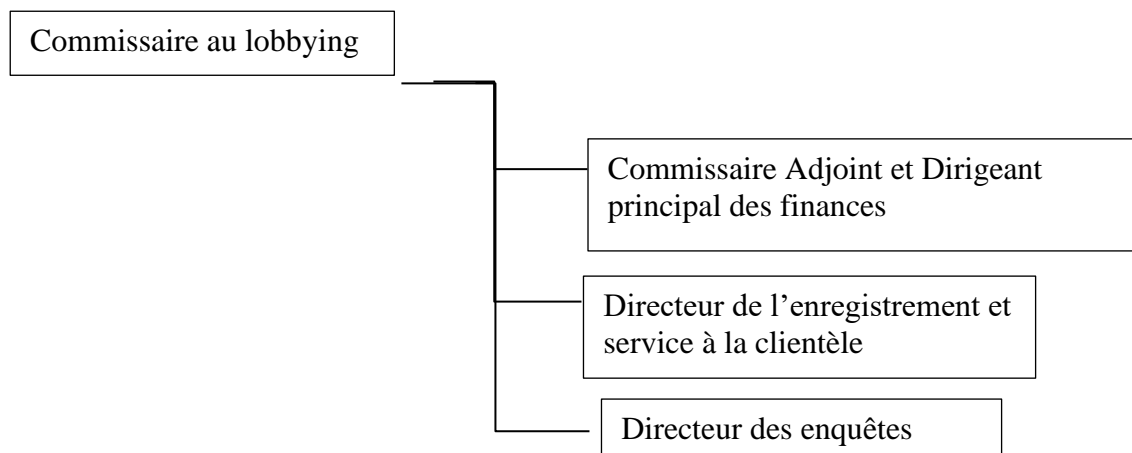 Commissaire au lobbying
Commissaire Adjoint et Dirigeant
principal des finances
Directeur de l’enregistrement et
service à la clientèle
Directeur des enquêtes